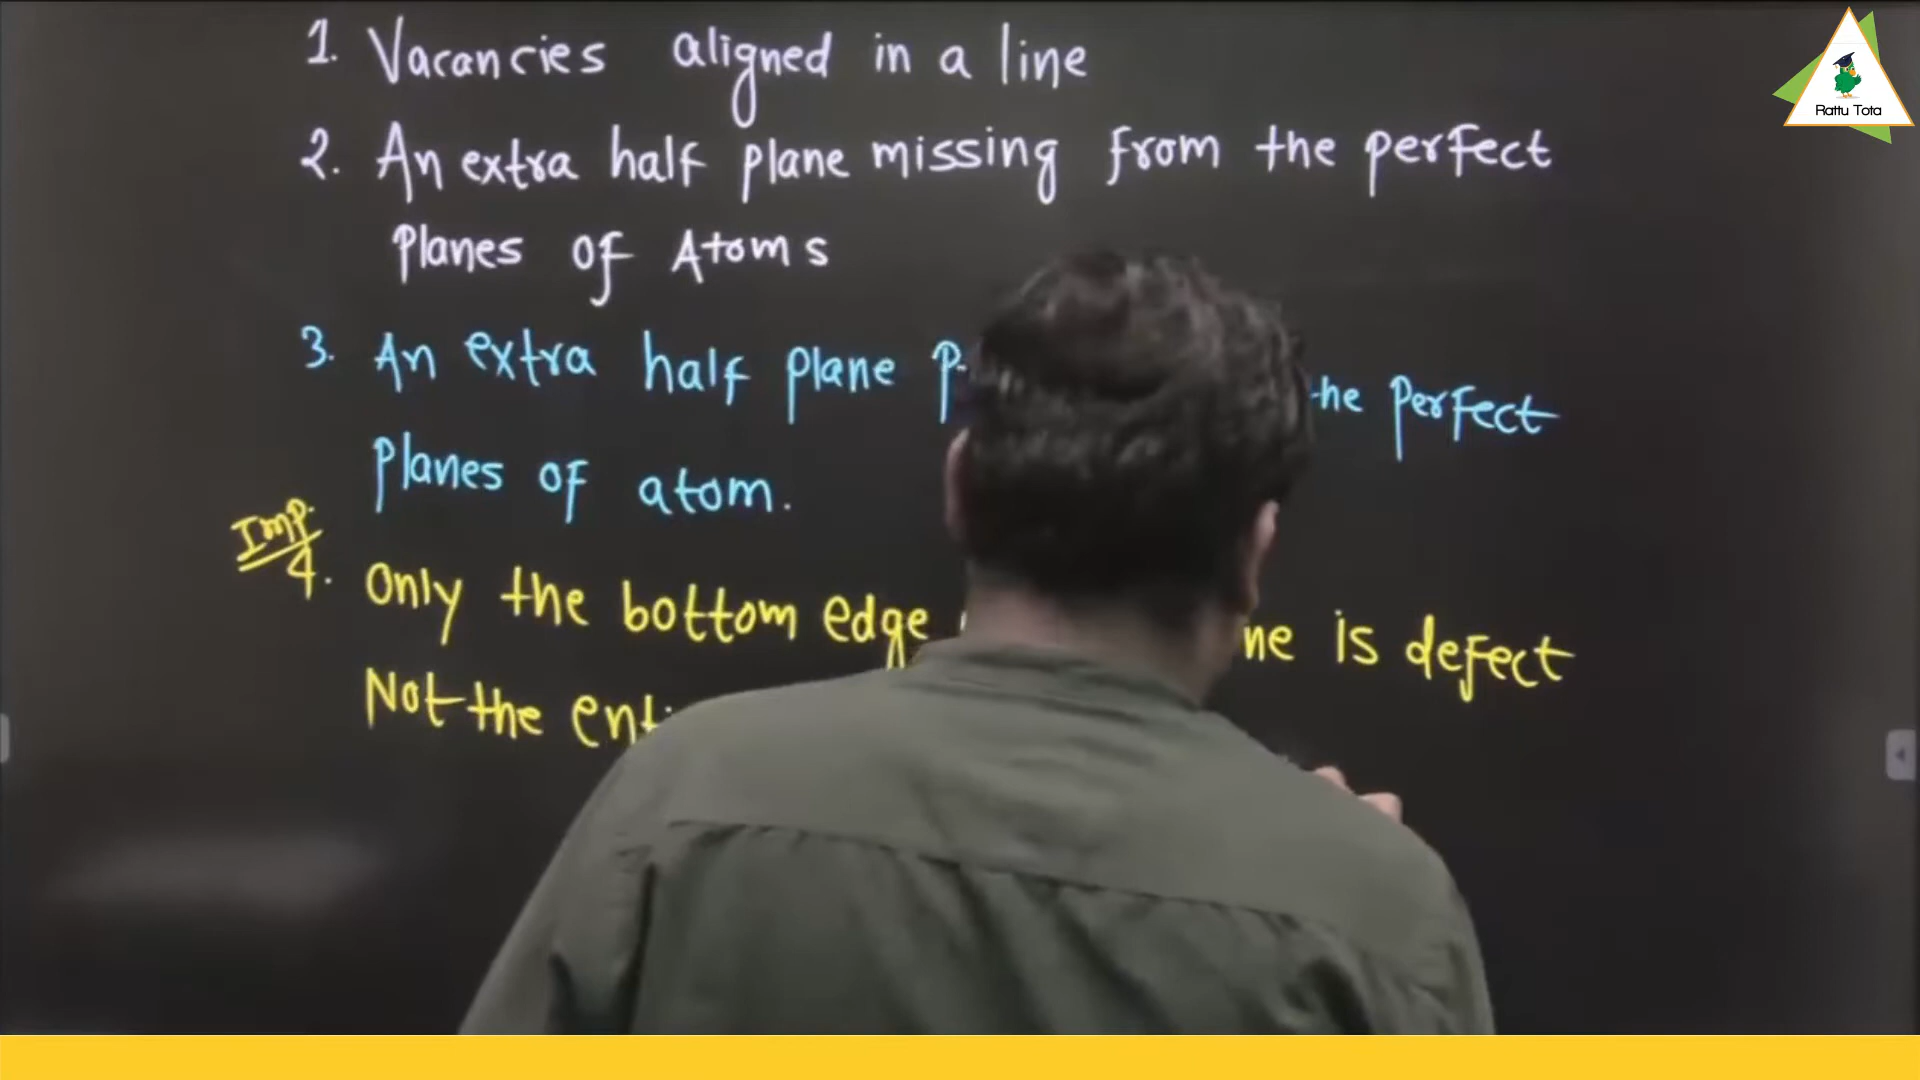 1. Vacancies aligned in a line
2. An extra half plane missing from the perfect
planes of Atoms
3. An extra half plane the perfect
planes of atom.
Imp.
4. Only the bottom edge is defect
Not the
Rattu Tota